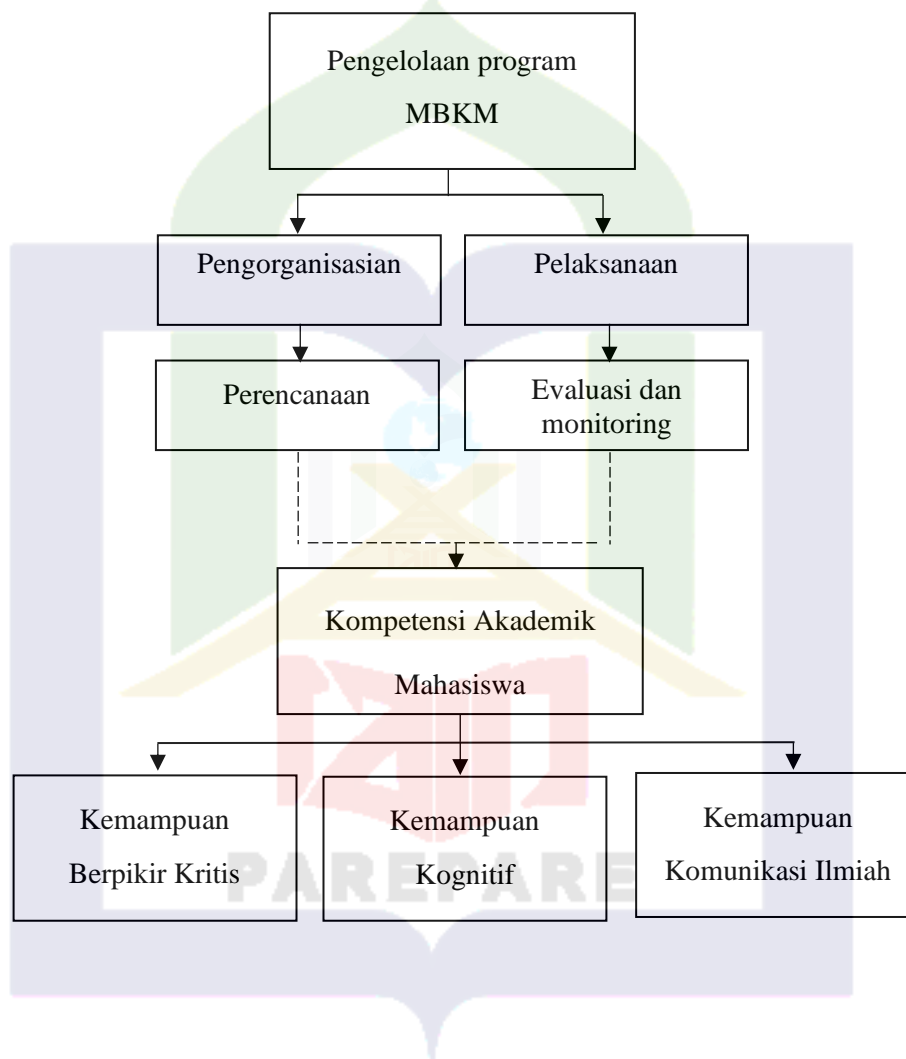 Pengelolaan program
MBKM
Pengorganisasian
Pelaksanaan
Perencanaan
Evaluasi dan
monitoring
Kompetensi Akademik
Mahasiswa
Kemampuan
Berpikir Kritis
Kemampuan
Kognitif
Kemampuan
Komunikasi Ilmiah
PAREPARE